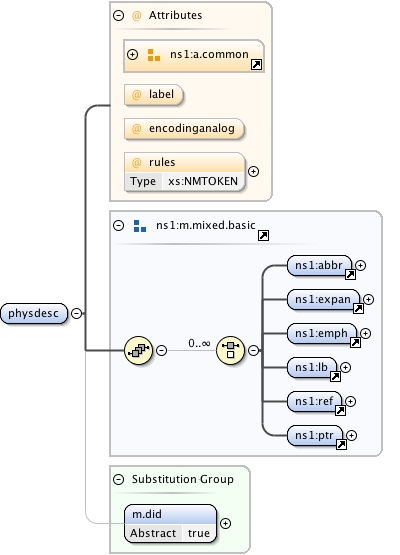 @ Attributes
ns1:a.common
@ label
@ encodinganalog
@ rules
Type xs:NMTOKEN
ns1:m.mixed.basic
physdesc
0..∞
ns1:abbr
ns1:expan
ns1:emph
ns1:lb
ns1:ref
ns1:ptr
Substitution Group
m.did
Abstract true